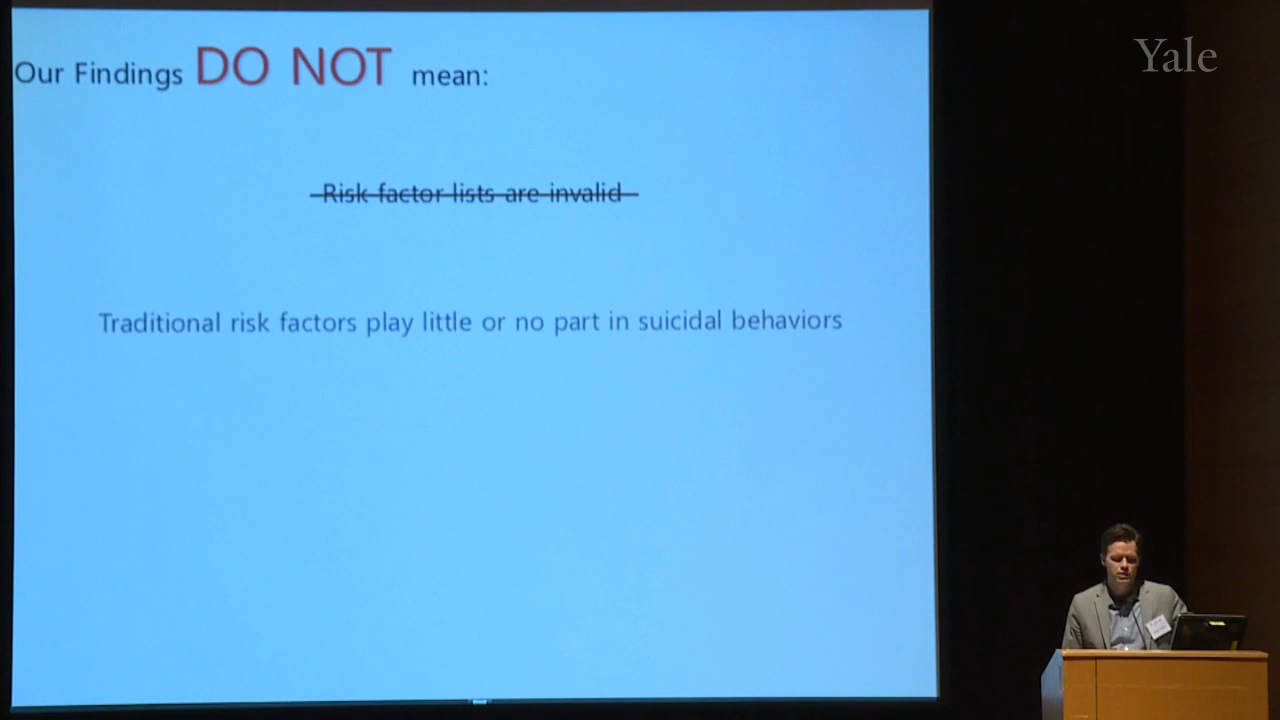 Our Findings DO NOT mean:
Yale
Risk factor lists are invalid
Traditional risk factors play little or no part in suicidal behaviors